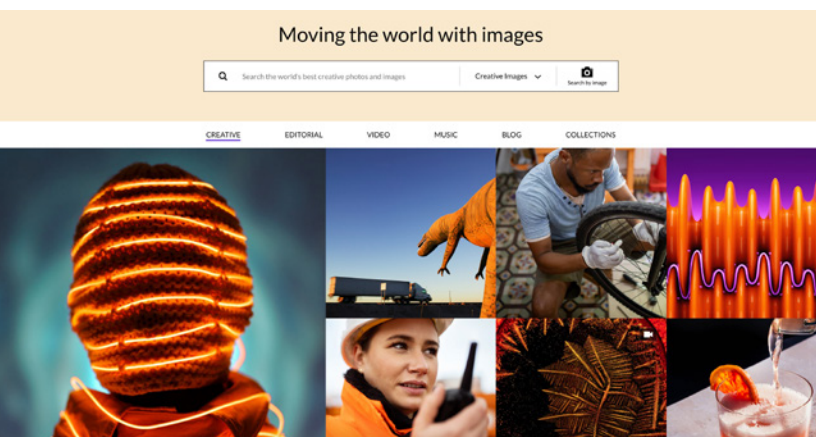 Moving the world with images
Search the world's best creative photos and images
Creative Images
Search by image
CREATIVE EDITORIAL VIDEO MUSIC BLOG COLLECTIONS